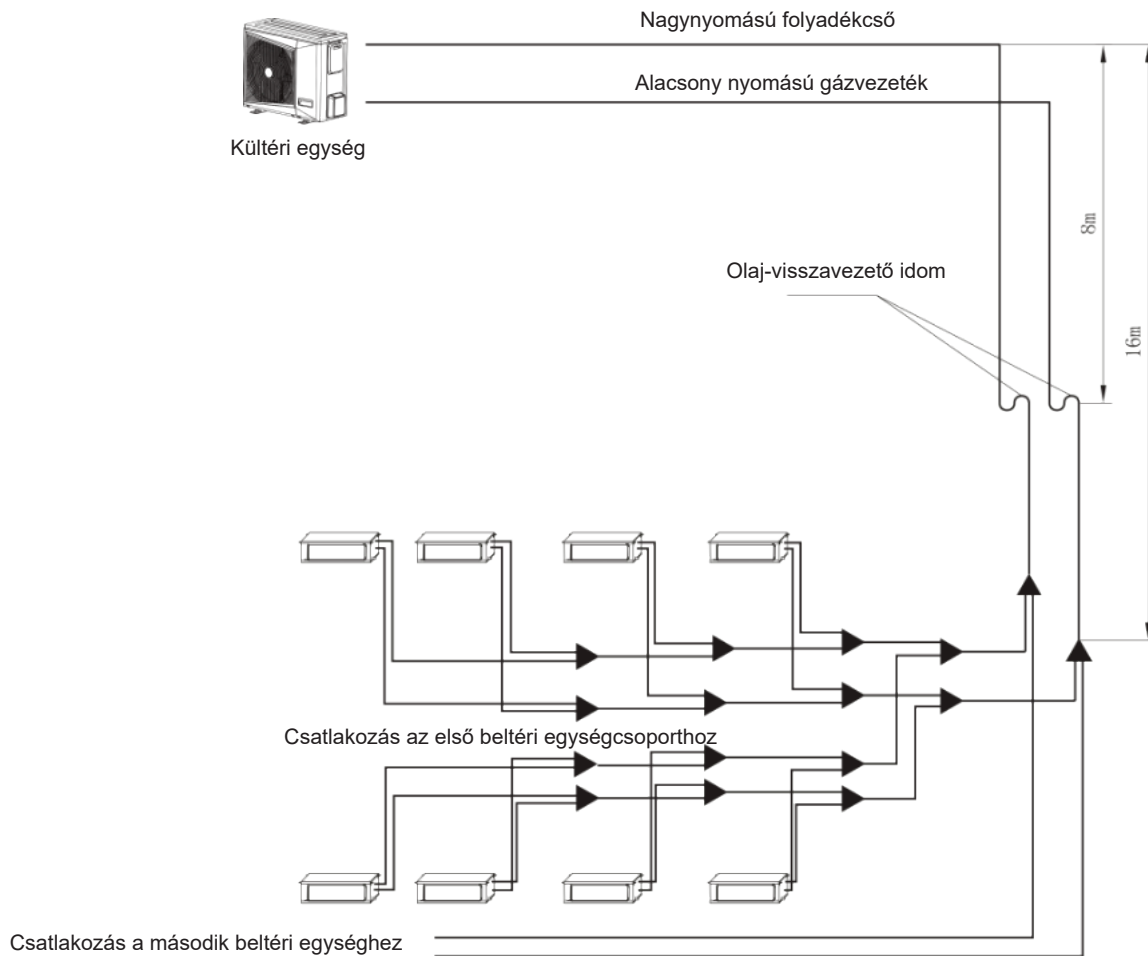 Nagynyomású folyadékcső
Alacsony nyomású gázvezeték
Kültéri egység
8m
Olaj-visszavezető idom
16m
Csatlakozás az első beltéri egységcsoporthoz
Csatlakozás a második beltéri egységhez